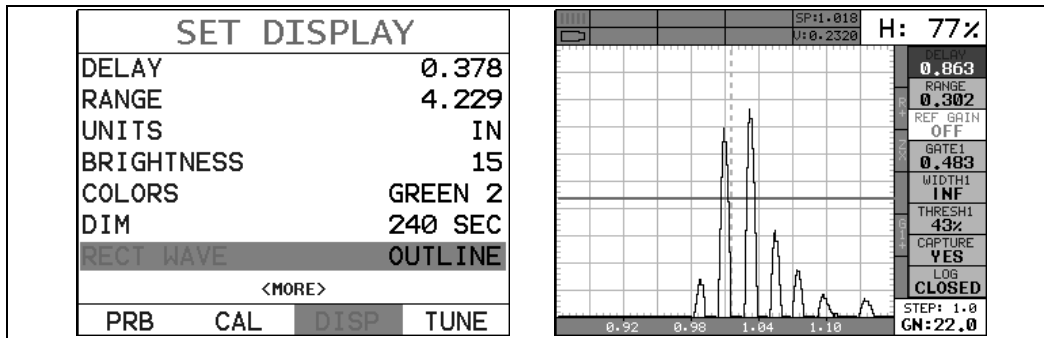 SET DISPLAY
DELAY 0.378
RANGE 4.229
UNITS IN
BRIGHTNESS 15
COLORS GREEN 2
DIM 240 SEC
RECT WAVE OUTLINE
<MORE>
PRB CAL DISP TUNE
SP:1.018
U:0.2320
H: 77%
DELAY
0.863
RANGE
0.302
REF GAIN
OFF
GATE1
0.483
WIDTH1
INF
THRESH1
43%
CAPTURE
YES
LOG
CLOSED
STEP: 1.0
GN:22.0
R+
ZX
G1+
0.92 0.98 1.04 1.10